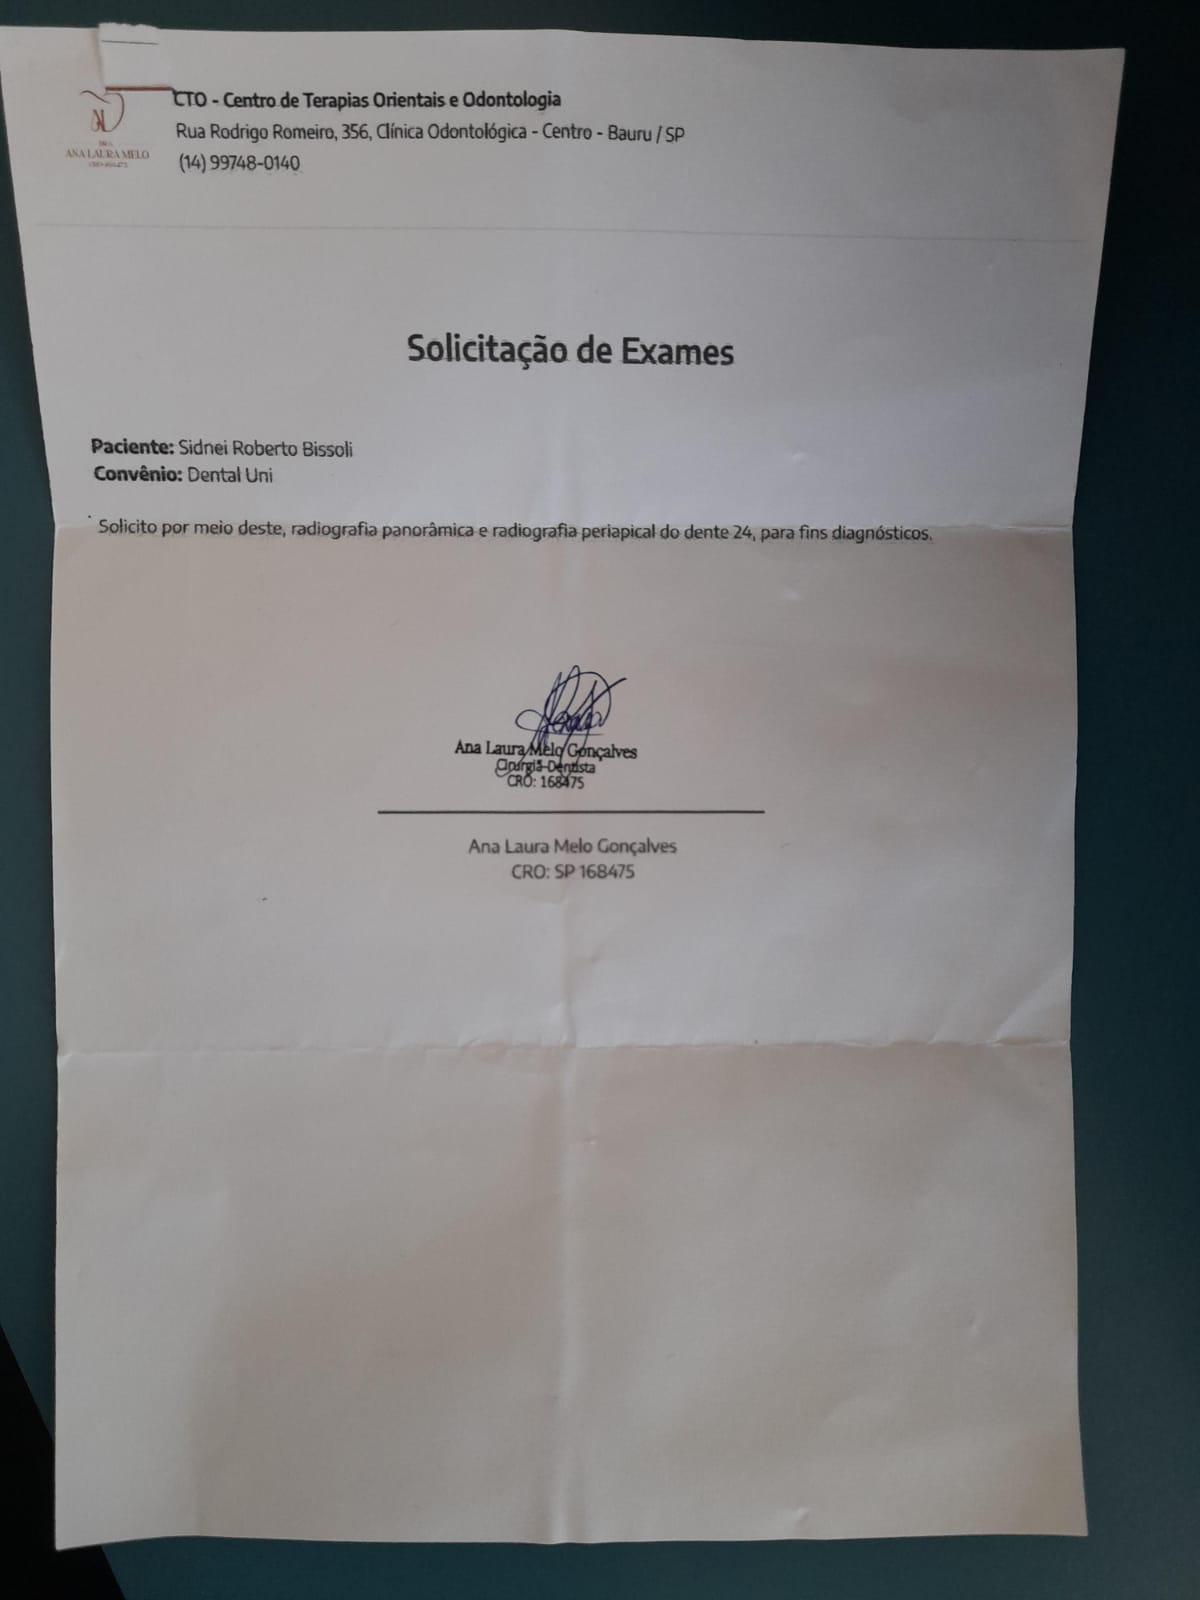 CTO - Centro de Terapias Orientais e Odontologia
Rua Rodrigo Romeiro, 356, Clínica Odontológica - Centro - Bauru / SP
(14) 99748-0140
DRA.
ANA LAURA MELO
Solicitação de Exames
Paciente: Sidnei Roberto Bissoli
Convênio: Dental Uni
Solicito por meio deste, radiografia panorâmica e radiografia periapical do dente 24, para fins diagnósticos.
Ana Laura Melo Gonçalves
Cirurgiã-Dentista
CRO: 168475
Ana Laura Melo Gonçalves
CRO: SP 168475